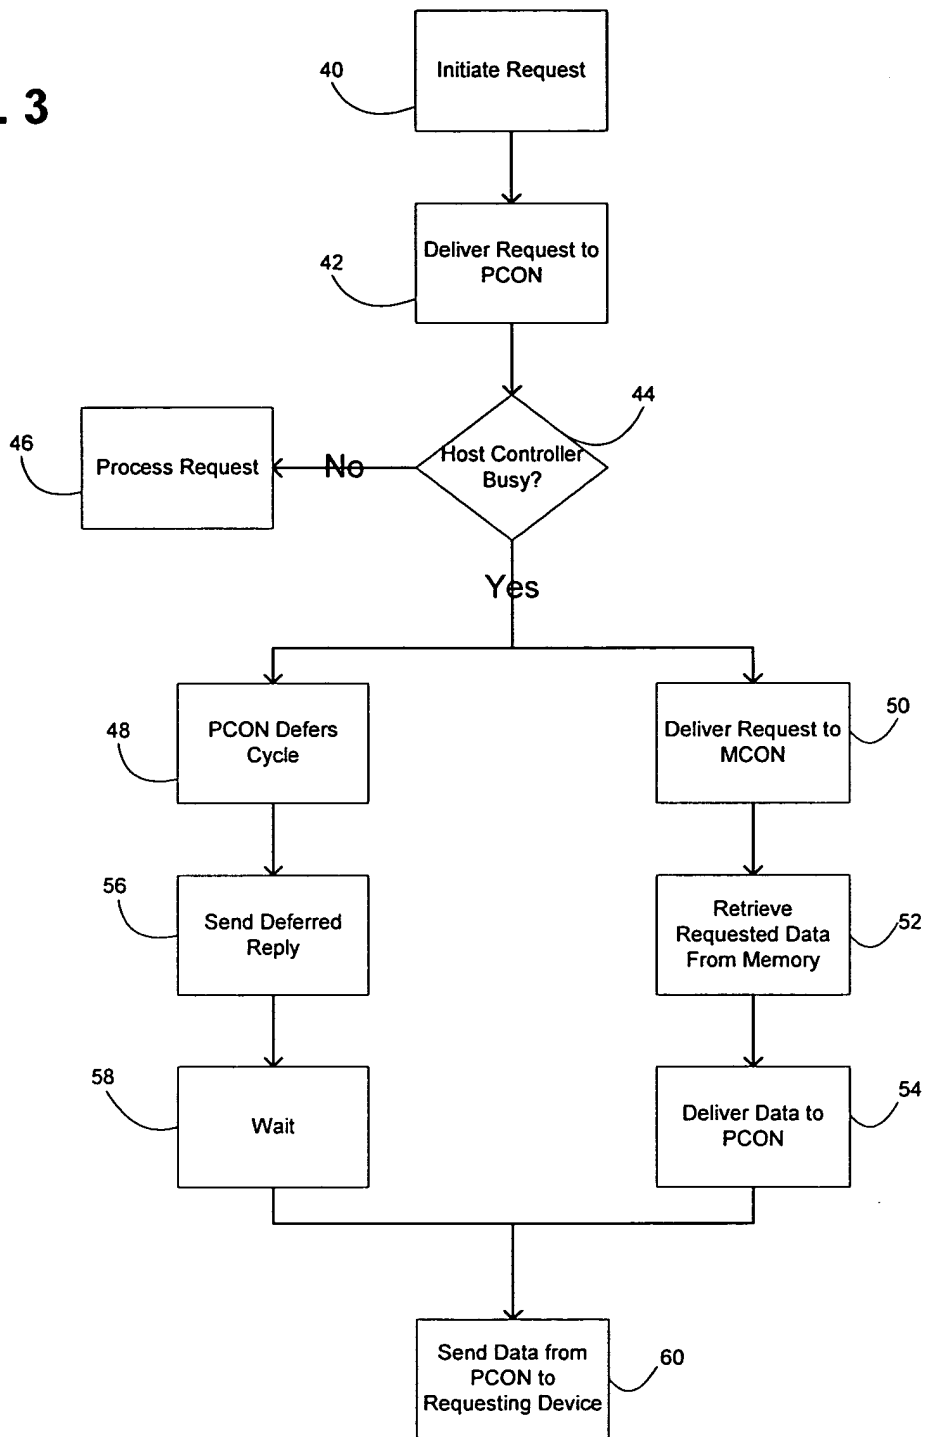 . 3
40
Initiate Request
42
Deliver Request to
PCON
44
Host Controller
Busy?
46
Process Request
No
Yes
48
PCON Defers
Cycle
50
Deliver Request to
MCON
56
Send Deferred
Reply
52
Retrieve
Requested Data
From Memory
58
Wait
54
Deliver Data to
PCON
60
Send Data from
PCON to
Requesting Device